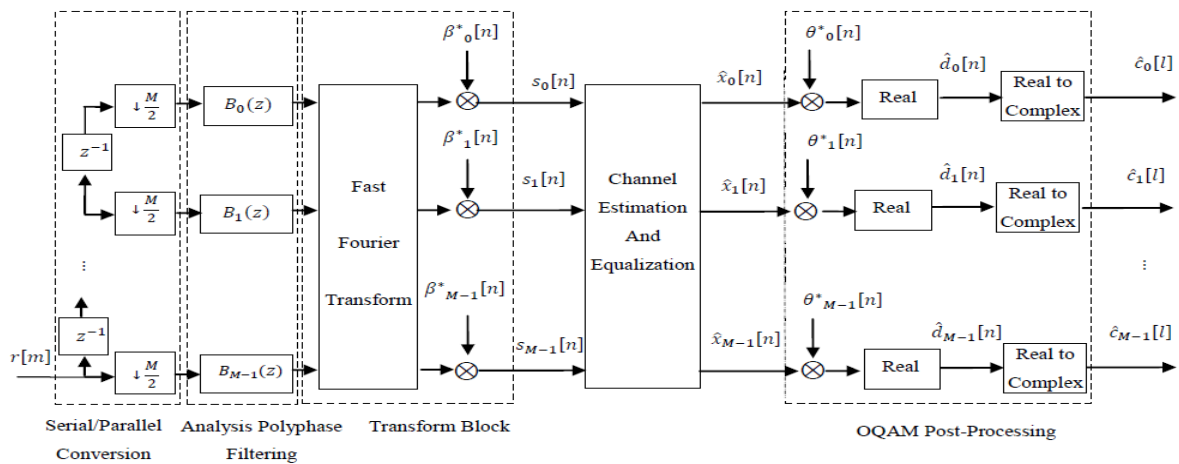 β*₀[n]
θ*₀[n]
s₀[n]
x̂₀[n]
d̂₀[n]
ĉ₀[l]
↓ M/2
B₀(z)
Real
Real to
Complex
z⁻¹
β*₁[n]
θ*₁[n]
s₁[n]
x̂₁[n]
d̂₁[n]
ĉ₁[l]
↓ M/2
B₁(z)
Fast
Fourier
Transform
Channel
Estimation
And
Equalization
Real
Real to
Complex
⋮
⋮
β*M−1[n]
θ*M−1[n]
z⁻¹
r[m]
sM−1[n]
x̂M−1[n]
d̂M−1[n]
ĉM−1[l]
↓ M/2
BM−1(z)
Real
Real to
Complex
Serial/Parallel
Conversion
Analysis Polyphase
Filtering
Transform Block
OQAM Post-Processing